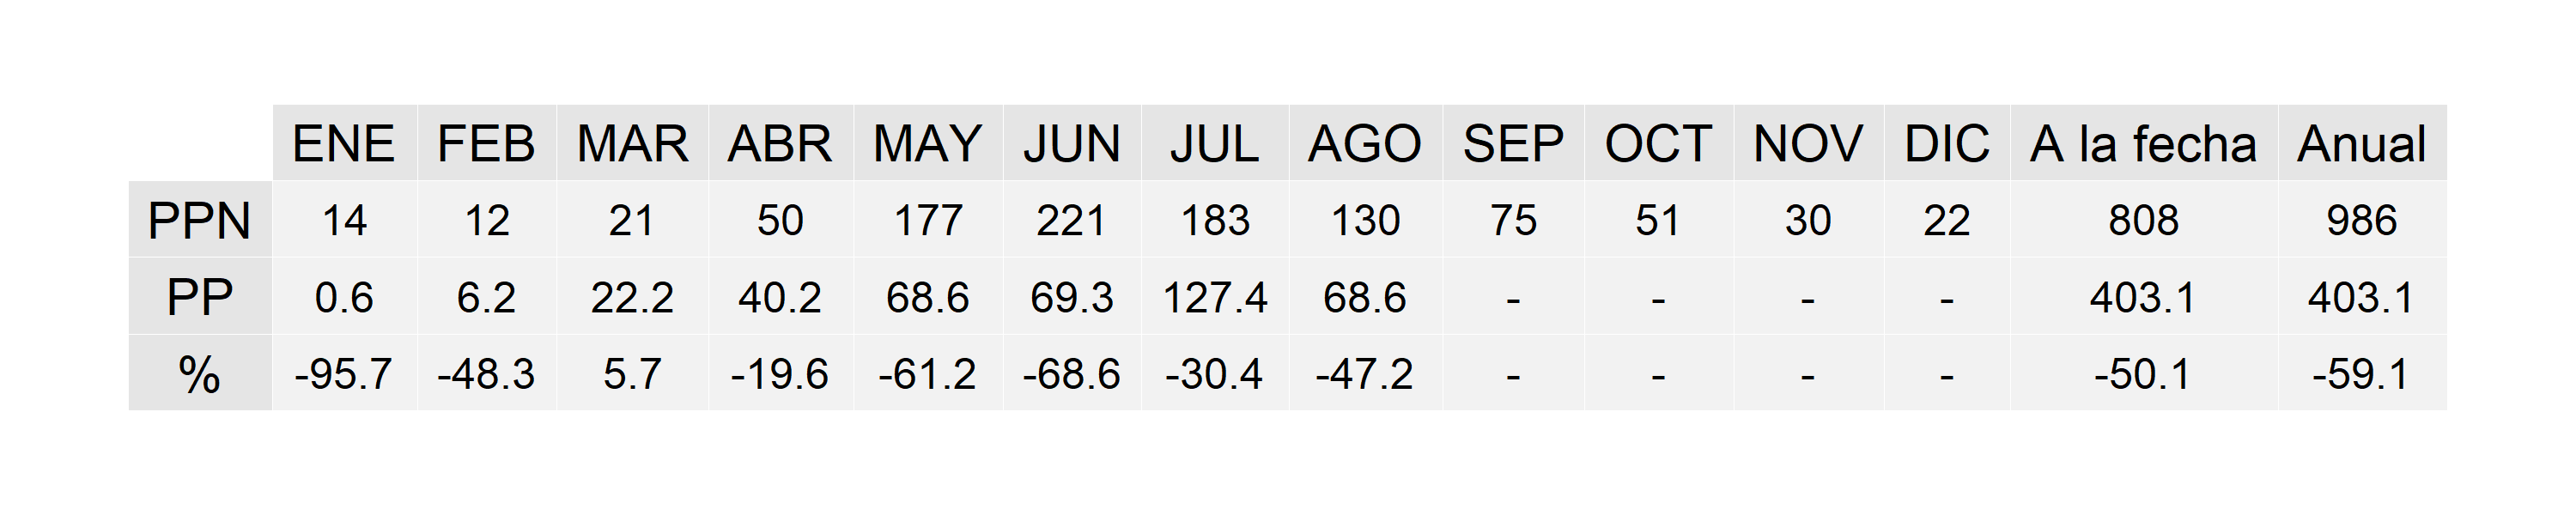 ENE FEB MAR ABR MAY JUN JUL AGO SEP OCT NOV DIC A la fecha Anual
PPN 14 12 21 50 177 221 183 130 75 51 30 22 808 986
PP 0.6 6.2 22.2 40.2 68.6 69.3 127.4 68.6 - - - - 403.1 403.1
% -95.7 -48.3 5.7 -19.6 -61.2 -68.6 -30.4 -47.2 - - - - -50.1 -59.1